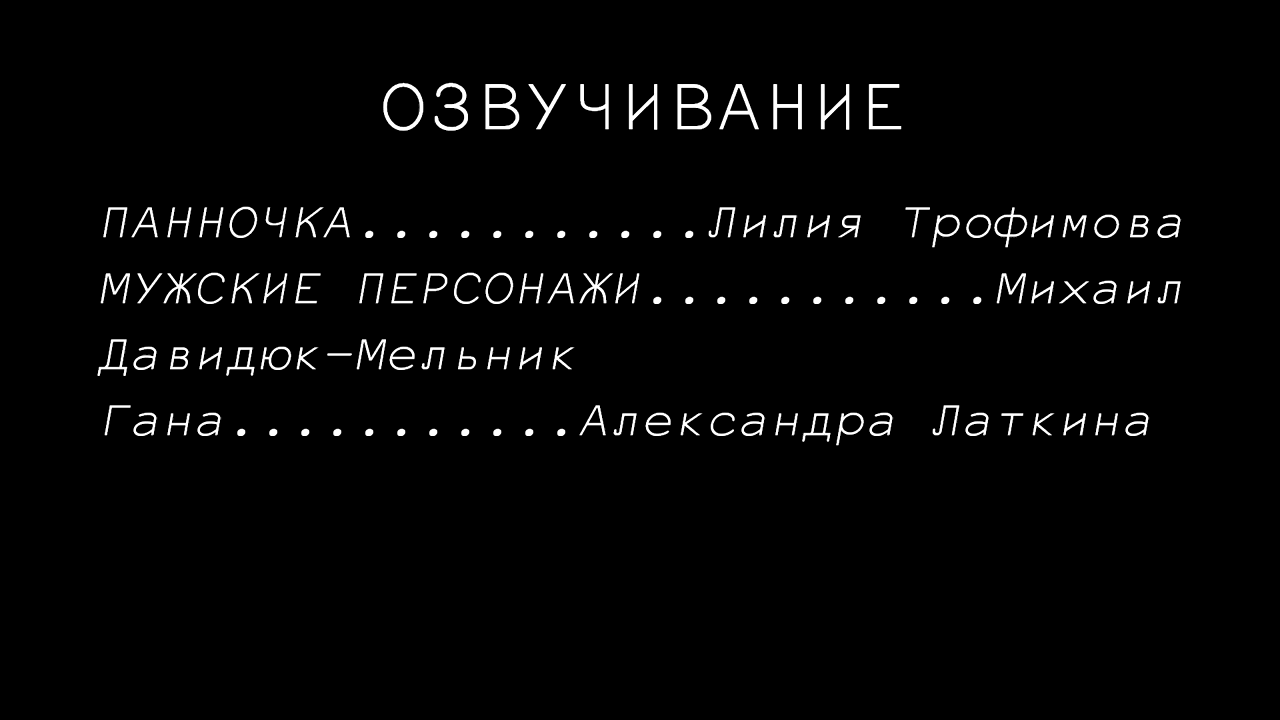 ОЗВУЧИВАНИЕ
ПАННОЧКА...........Лилия Трофимова
МУЖСКИЕ ПЕРСОНАЖИ...........Михаил
Давидюк-Мельник
Гана...........Александра Латкина